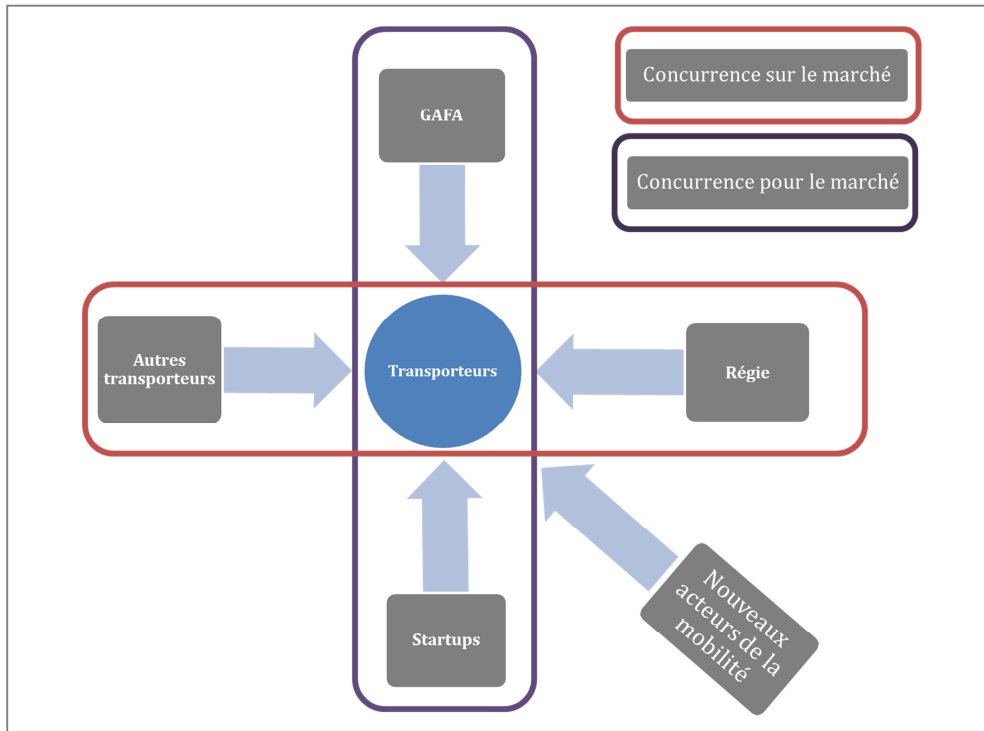 GAFA
Concurrence sur le marché
Concurrence pour le marché
Autres
transporteurs
Transporteurs
Régie
Startups
Nouveaux
acteurs de la
mobilité